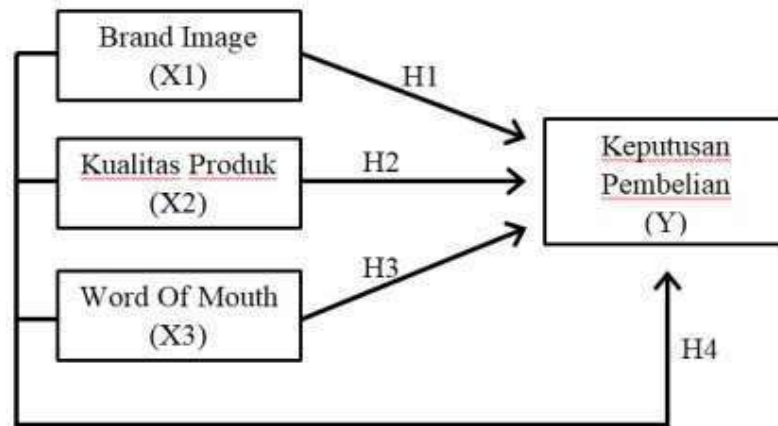 Brand Image
(X1)
H1
Kualitas Produk
(X2)
H2
Keputusan
Pembelian
(Y)
Word Of Mouth
(X3)
H3
H4